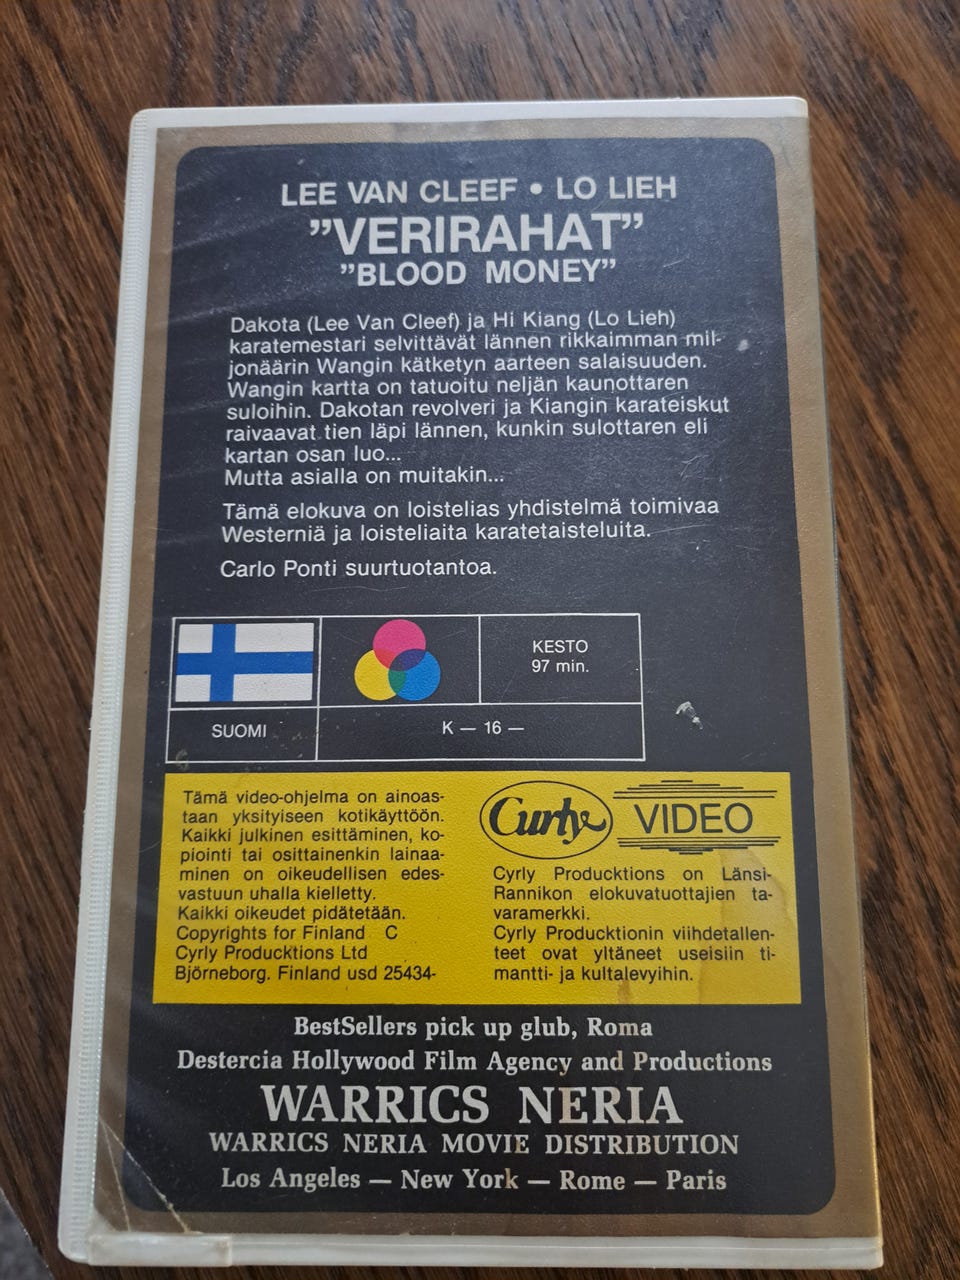 LEE VAN CLEEF • LO LIEH
”VERIRAHAT”
”BLOOD MONEY”
Dakota (Lee Van Cleef) ja Hi Kiang (Lo Lieh)
karatemestari selvittävät lännen rikkaimman mil-
jonäärin Wangin kätketyn aarteen salaisuuden.
Wangin kartta on tatuoitu neljän kaunottaren
suloihin. Dakotan revolveri ja Kiangin karateiskut
raivaavat tien läpi lännen, kunkin sulottaren eli
kartan osan luo...
Mutta asialla on muitakin...
Tämä elokuva on loistelias yhdistelmä toimivaa
Westerniä ja loisteliaita karatetaisteluita.
Carlo Ponti suurtuotantoa.
KESTO
97 min.
SUOMI
K — 16 —
Tämä video-ohjelma on ainoas-
taan yksityiseen kotikäyttöön.
Kaikki julkinen esittäminen, ko-
piointi tai osittainenkin lainaa-
minen on oikeudellisen edes-
vastuun uhalla kielletty.
Kaikki oikeudet pidätetään.
Copyrights for Finland C
Cyrly Producktions Ltd
Björneborg. Finland usd 25434-
Curly VIDEO
Cyrly Producktions on Länsi-
Rannikon elokuvatuottajien ta-
varamerkki.
Cyrly Producktionin viihdetallen-
teet ovat yltäneet useisiin ti-
mantti- ja kultalevyihin.
BestSellers pick up glub, Roma
Destercia Hollywood Film Agency and Productions
WARRICS NERIA
WARRICS NERIA MOVIE DISTRIBUTION
Los Angeles — New York — Rome — Paris